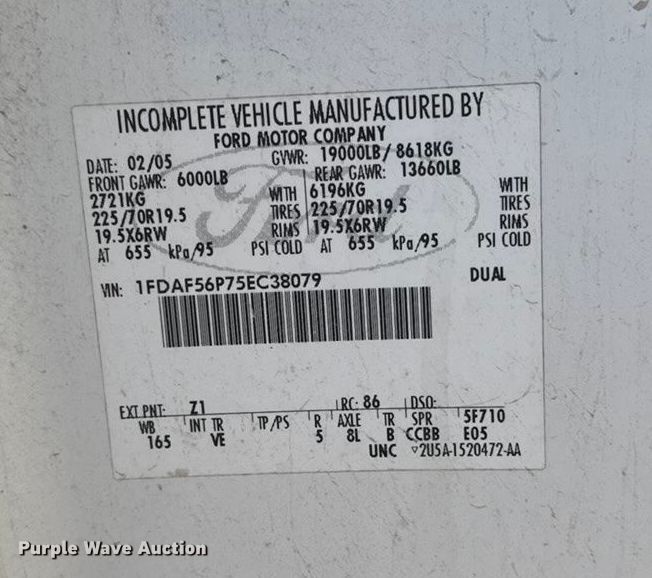 INCOMPLETE VEHICLE MANUFACTURED BY
FORD MOTOR COMPANY
DATE: 02/05 GVWR: 19000LB/ 8618KG
FRONT GAWR: 6000LB REAR GAWR: 13660LB
2721KG WITH 6196KG WITH
225/70R19.5 TIRES 225/70R19.5 TIRES
19.5X6RW RIMS 19.5X6RW RIMS
AT 655 kPa/95 PSI COLD AT 655 kPa/95 PSI COLD
VIN: 1FDAF56P75EC38079 DUAL
Ford
EXT PNT: Z1 RC: 86 DSO:
WB INT TR TP/PS R AXLE TR SPR 5F710
165 VE 5 8L B CCBB E05
UNC ▽2U5A-1520472-AA
Purple Wave Auction